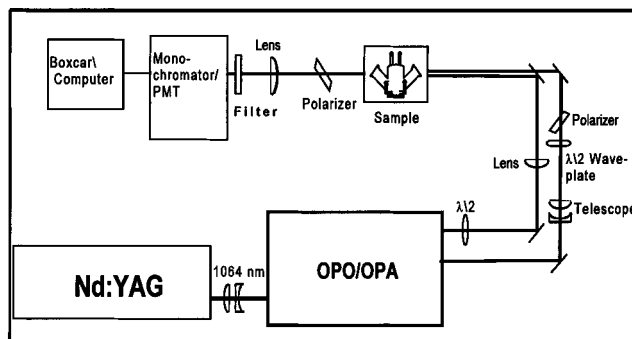 Boxcar\
Computer
Mono-
chromator/
PMT
Filter
Lens
Polarizer
Sample
Polarizer
λ\2 Wave-
plate
Lens
Telescope
λ\2
OPO/OPA
1064 nm
Nd:YAG